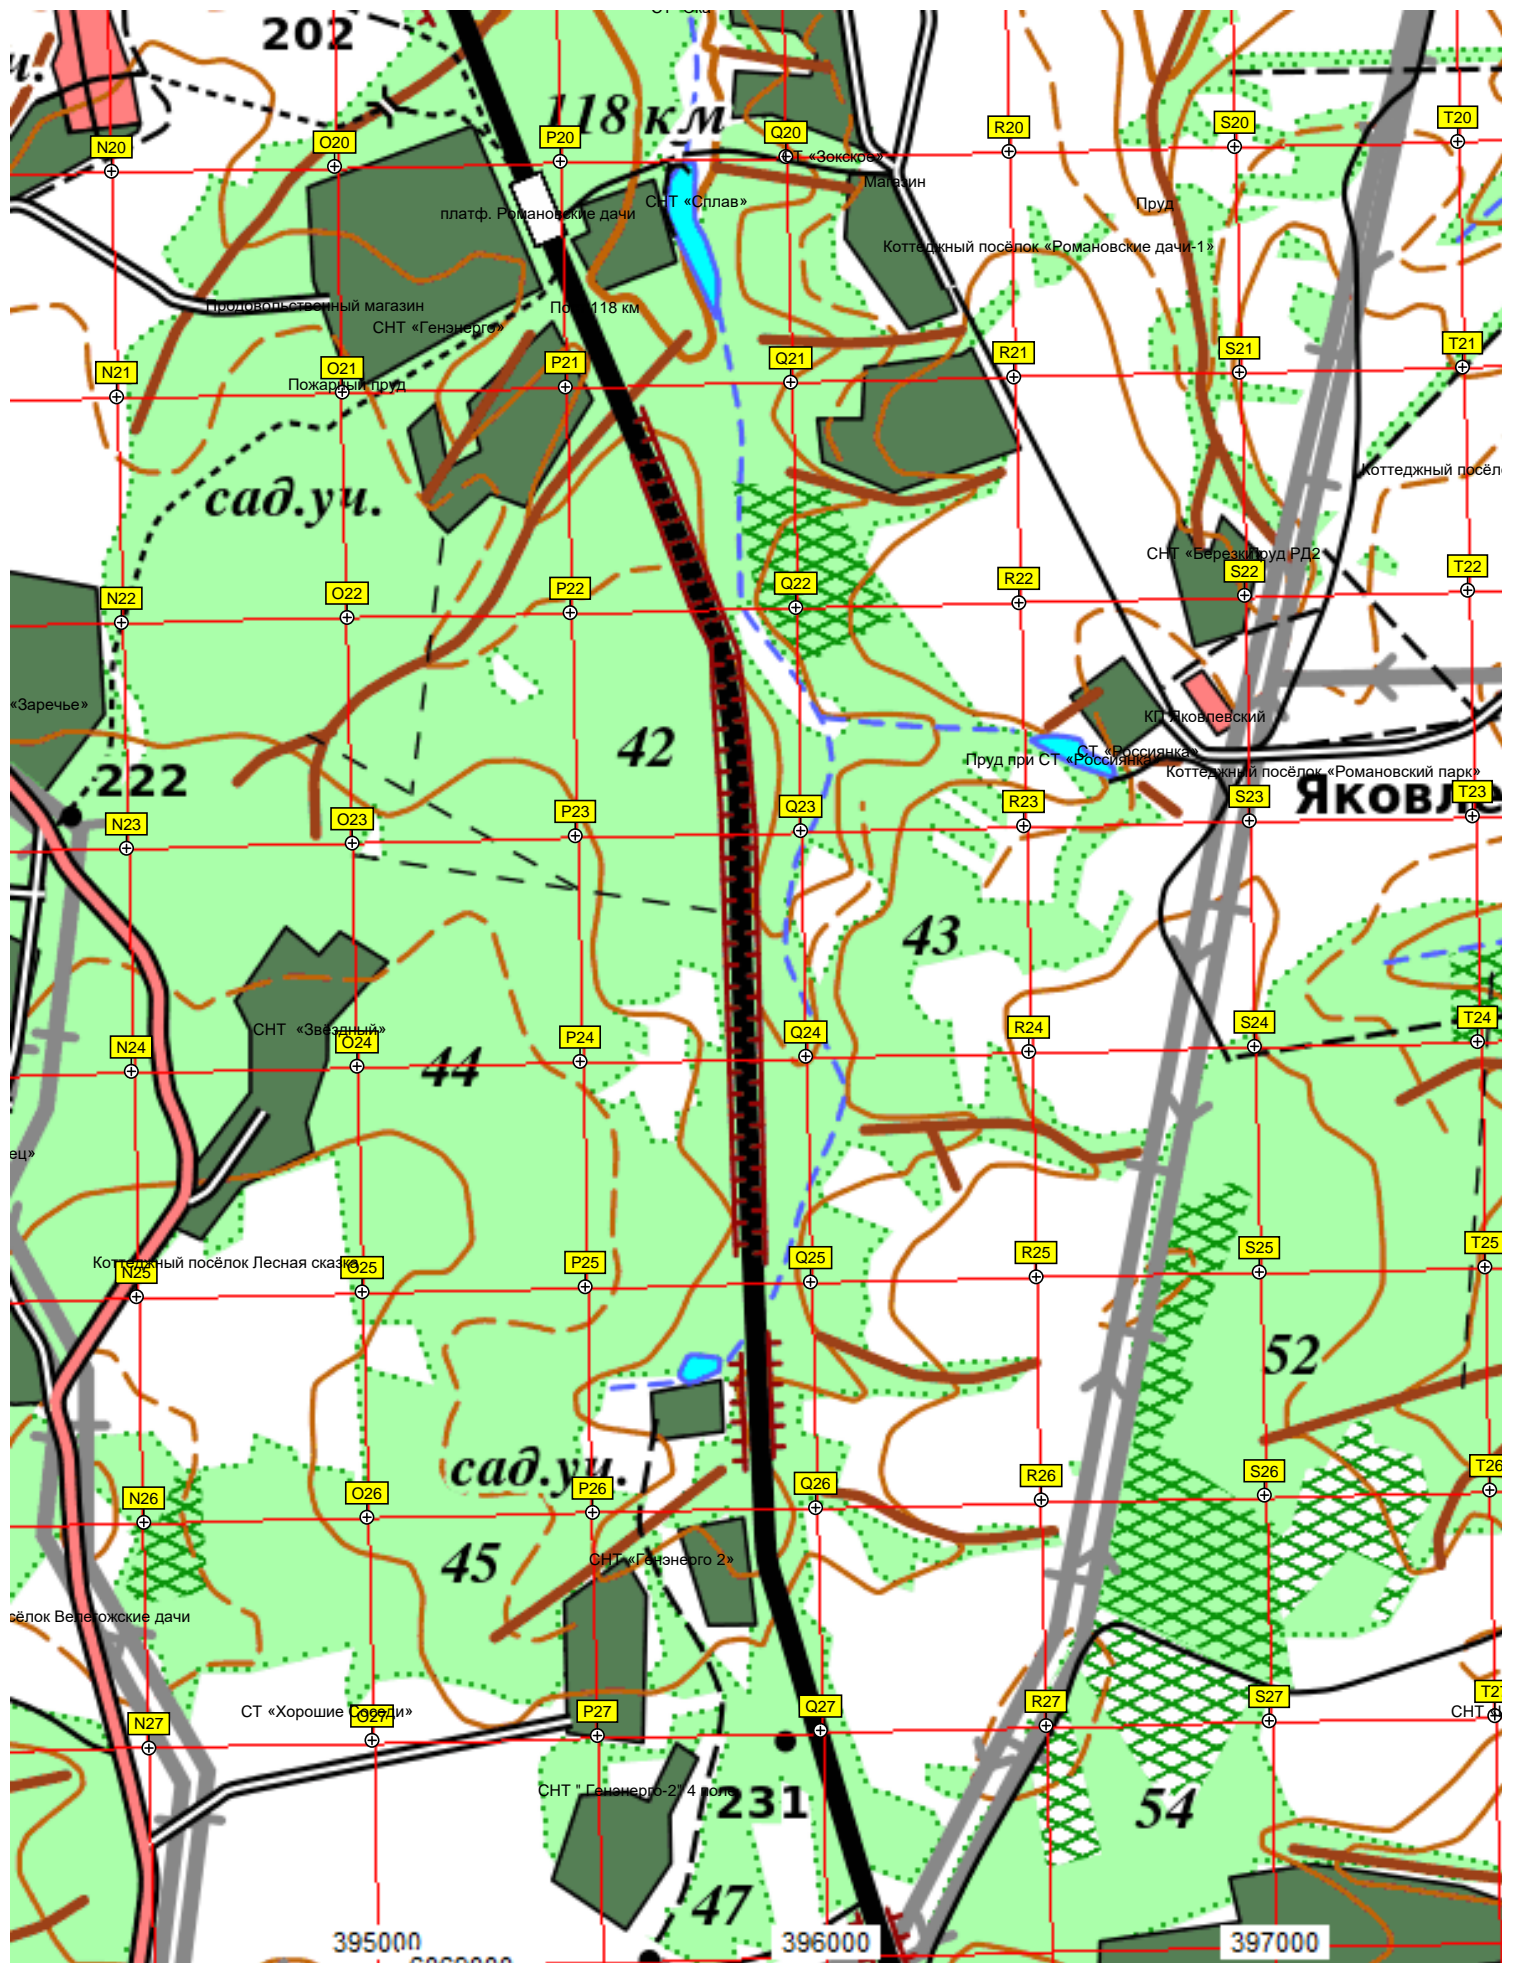 202
118 км
N20
O20
P20
Q20
R20
S20
T20
СТ «Зокское»
Магазин
СНТ «Сплав»
Пруд
платф. Романовские дачи
Коттеджный посёлок «Романовские дачи-1»
Продовольственный магазин
118 км
СНТ «Генэнерго»
N21
O21
P21
Q21
R21
S21
T21
Пожарный пруд
сад.уч.
Коттеджный посёл
СНТ «Березки»
Пруд РД2
N22
O22
P22
Q22
R22
S22
T22
«Заречье»
КП Яковлевский
42
СТ «Россиянка»
Пруд при СТ «Россиянка»
Коттеджный посёлок «Романовский парк»
222
Яковле
N23
O23
P23
Q23
R23
S23
T23
43
СНТ «Звёздный»
N24
O24
P24
Q24
R24
S24
T24
44
ец»
Коттеджный посёлок Лесная сказка
N25
O25
P25
Q25
R25
S25
T25
52
сад.уч.
N26
O26
P26
Q26
R26
S26
T26
СНТ «Генэнерго 2»
45
сёлок Велегожские дачи
СТ «Хорошие Соседи»
N27
O27
P27
Q27
R27
S27
T27
СНТ
СНТ " Генэнерго-2" 4 поле
231
54
47
395000
396000
397000